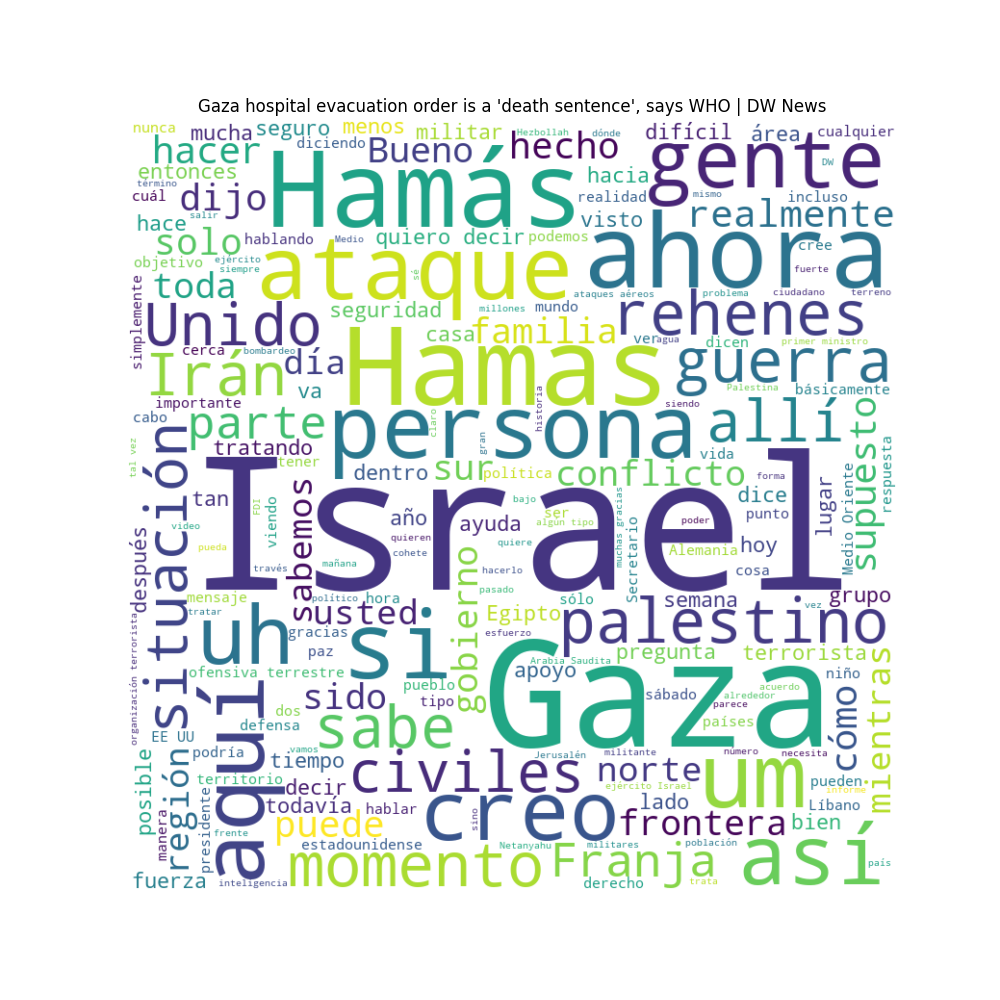 Gaza hospital evacuation order is a 'death sentence', says WHO | DW News
nunca
mucha
seguro
menos
militar
Hezbollah
dónde
difícil
área
cualquier
hacer
diciendo
Bueno
hecho
gente
DW
entonces
Hamás
hacia
término
cuál
dijo
salir
realidad
mismo
incluso
visto
realmente
hace
solo
hablando
Medio
quiero decir
podemos
ahora
cree
objetivo
ejército
siempre
ataque
sé
fuerte
toda
simplemente
seguridad
millones
ataques aéreos
mundo
problema
ciudadano
terreno
rehenes
Unido
casa
familia
ver
agua
dicen
primer ministro
cerca
bombardeo
día
Hamas
guerra
Irán
va
Palestina
básicamente
importante
siendo
cabo
parte
claro
persona
gran
historia
allí
tal vez
situación
tratando
tener
dentro
sur
política
conflicto
vida
forma
supuesto
respuesta
tan
Israel
año
ayuda
bajo
ser
algún tipo
muchas gracias
poder
dice
punto
lugar
Medio Oriente
después
video
FDI
viendo
sabemos
quieren
cohete
quiere
Alemania
hoy
pueda
través
mañana
hacerlo
Secretario
cosa
organización terrorista
mensaje
político
hora
gobierno
pasado
sólo
semana
vez
grupo
tratar
susted
Egipto
palestino
uh
gracias
si
esfuerzo
paz
pregunta
terrorista
ofensiva terrestre
pueblo
Arabia Saudita
apoyo
Gaza
niño
aquí
sido
tipo
sábado
alrededor
acuerdo
parece
cómo
mientras
dos
países
defensa
sabe
EE UU
podría
vamos
Jerusalén
militante
número
necesita
posible
región
territorio
tiempo
civiles
norte
um
pueden
decir
ejército Israel
informe
presidente
todavía
hablar
creo
lado
Líbano
manera
frente
puede
sino
frontera
bien
estadounidense
Netanyahu
militares
población
momento
Franja
así
país
fuerza
inteligencia
derecho
trata